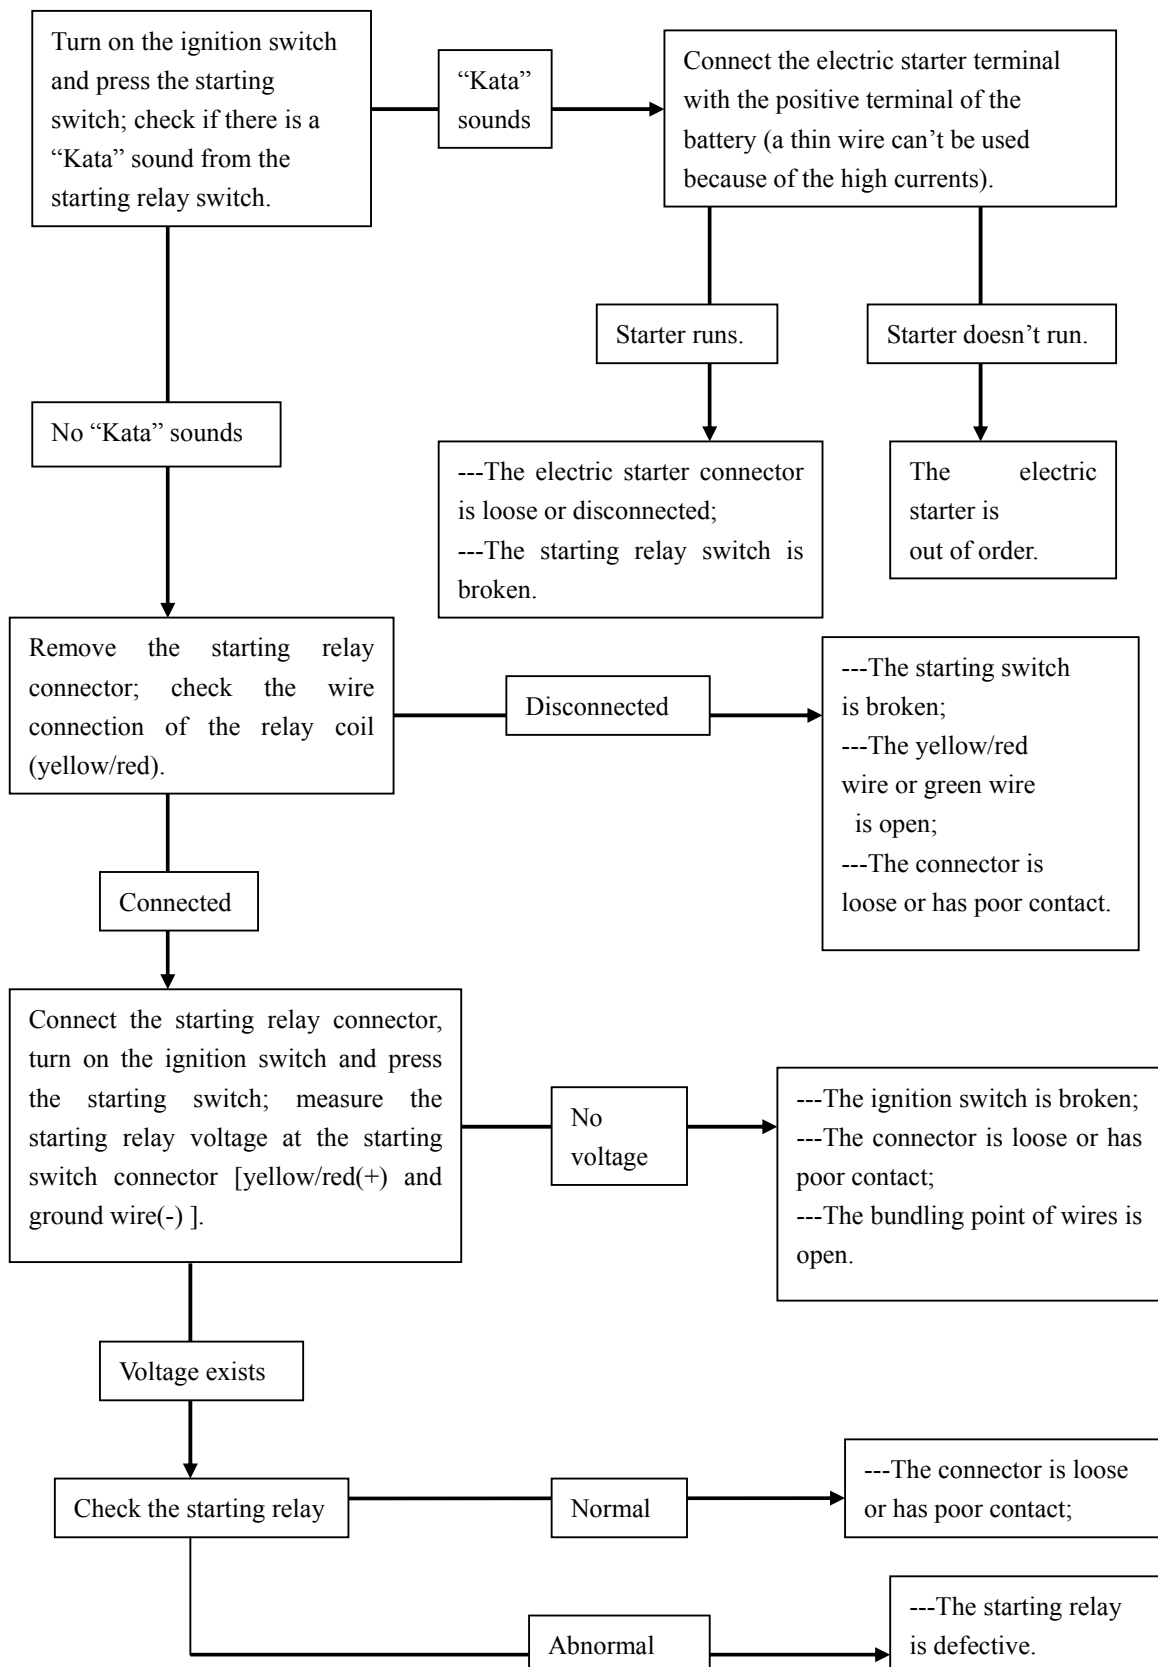 Turn on the ignition switch
and press the starting
switch; check if there is a
“Kata” sound from the
starting relay switch.
“Kata”
sounds
Connect the electric starter terminal
with the positive terminal of the
battery (a thin wire can’t be used
because of the high currents).
Starter runs.
Starter doesn’t run.
No “Kata” sounds
---The electric starter connector
is loose or disconnected;
---The starting relay switch is
broken.
The electric
starter is
out of order.
Remove the starting relay
connector; check the wire
connection of the relay coil
(yellow/red).
Disconnected
---The starting switch
is broken;
---The yellow/red
wire or green wire
is open;
---The connector is
loose or has poor contact.
Connected
Connect the starting relay connector,
turn on the ignition switch and press
the starting switch; measure the
starting relay voltage at the starting
switch connector [yellow/red(+) and
ground wire(-) ].
No
voltage
---The ignition switch is broken;
---The connector is loose or has
poor contact;
---The bundling point of wires is
open.
Voltage exists
Check the starting relay
Normal
---The connector is loose
or has poor contact;
Abnormal
---The starting relay
is defective.